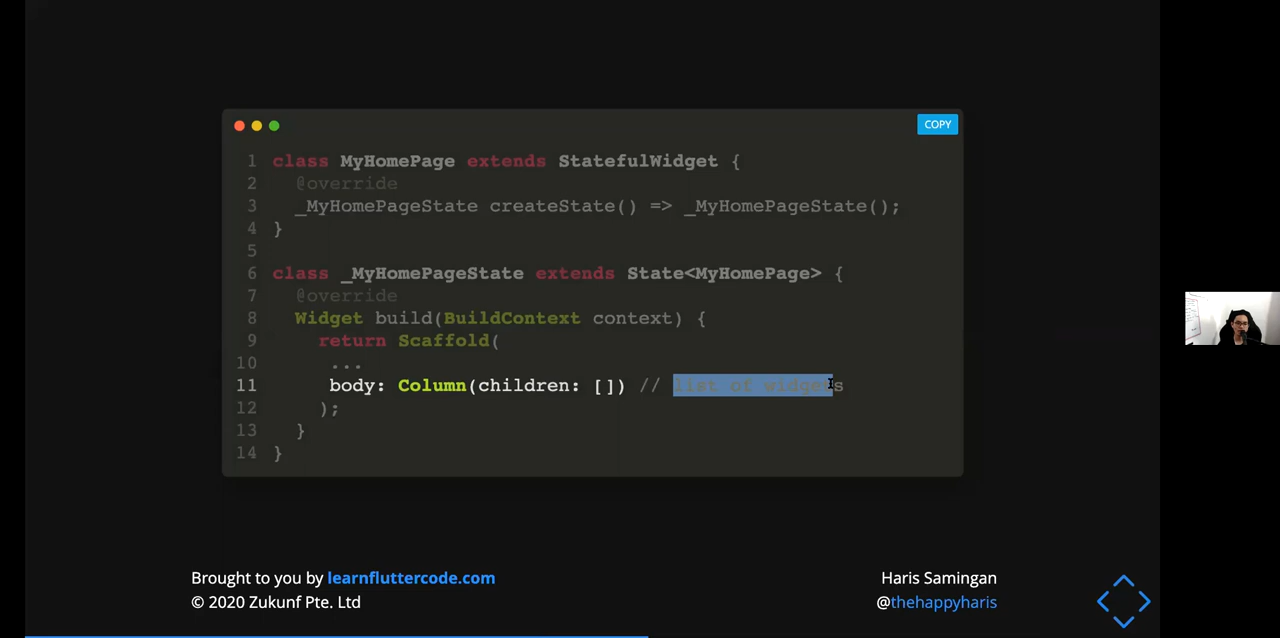 COPY
1 class MyHomePage extends StatefulWidget {
2 @override
3 _MyHomePageState createState() => _MyHomePageState();
4 }
5
6 class _MyHomePageState extends State<MyHomePage> {
7 @override
8 Widget build(BuildContext context) {
9 return Scaffold(
10 ...
11 body: Column(children: []) // list of widgets
12 );
13 }
14 }
Brought to you by learnfluttercode.com
© 2020 Zukunf Pte. Ltd
Haris Samingan
@thehappyharis